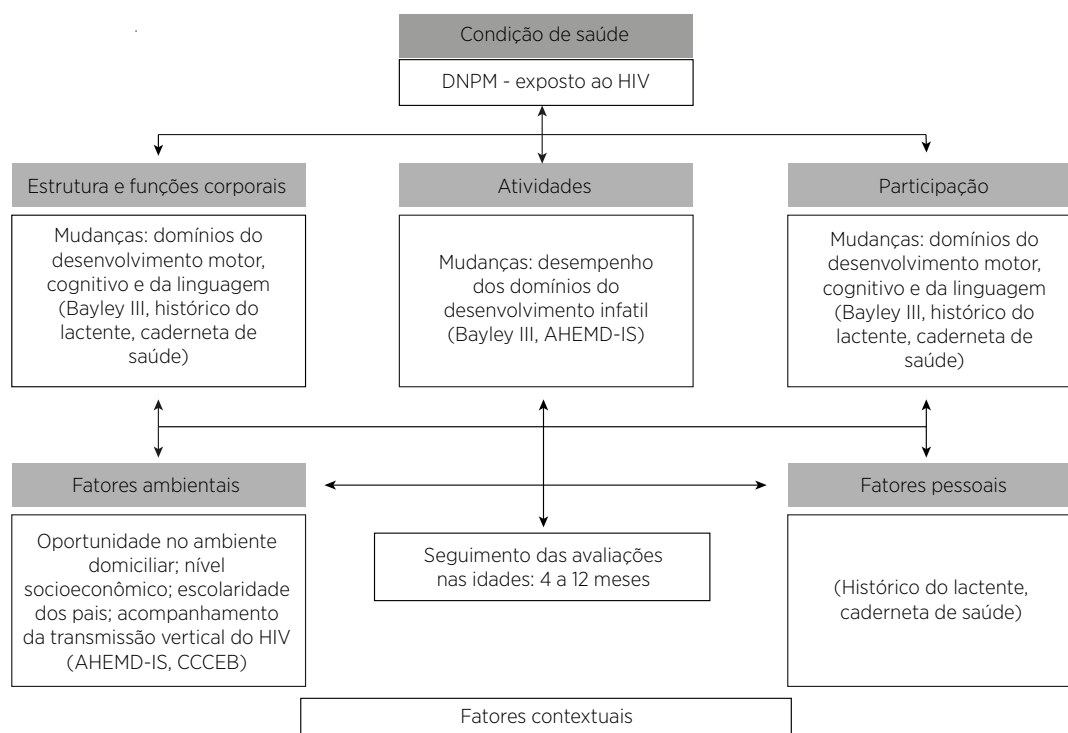 Condição de saúde
DNPM - exposto ao HIV
Estrutura e funções corporais
Mudanças: domínios do
desenvolvimento motor,
cognitivo e da linguagem
(Bayley III, histórico do
lactente, caderneta de
saúde)
Atividades
Mudanças: desempenho
dos domínios do
desenvolvimento infatil
(Bayley III, AHEMD-IS)
Participação
Mudanças: domínios do
desenvolvimento motor,
cognitivo e da linguagem
(Bayley III, histórico do
lactente, caderneta de
saúde)
Fatores ambientais
Oportunidade no ambiente
domiciliar; nível
socioeconômico; escolaridade
dos pais; acompanhamento
da transmissão vertical do HIV
(AHEMD-IS, CCCEB)
Seguimento das avaliações
nas idades: 4 a 12 meses
Fatores pessoais
(Histórico do lactente,
caderneta de saúde)
Fatores contextuais